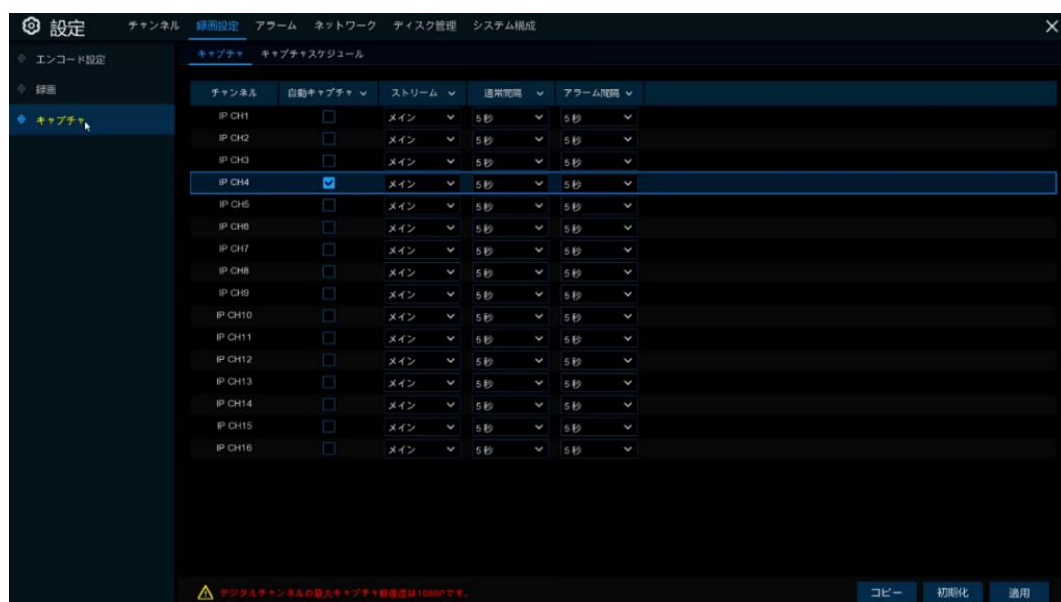 設定 チャンネル 録画設定 アラーム ネットワーク ディスク管理 システム構成
エンコード設定 キャプチャ キャプチャスケジュール
録画 チャンネル 自動キャプチャ ストリーム 通常間隔 アラーム間隔
キャプチャ IP CH1 メイン 5秒 5秒
IP CH2 メイン 5秒 5秒
IP CH3 メイン 5秒 5秒
IP CH4 メイン 5秒 5秒
IP CH5 メイン 5秒 5秒
IP CH6 メイン 5秒 5秒
IP CH7 メイン 5秒 5秒
IP CH8 メイン 5秒 5秒
IP CH9 メイン 5秒 5秒
IP CH10 メイン 5秒 5秒
IP CH11 メイン 5秒 5秒
IP CH12 メイン 5秒 5秒
IP CH13 メイン 5秒 5秒
IP CH14 メイン 5秒 5秒
IP CH15 メイン 5秒 5秒
IP CH16 メイン 5秒 5秒
デジタルチャンネルの最大キャプチャ解像度は1080Pです。 コピー 初期化 適用